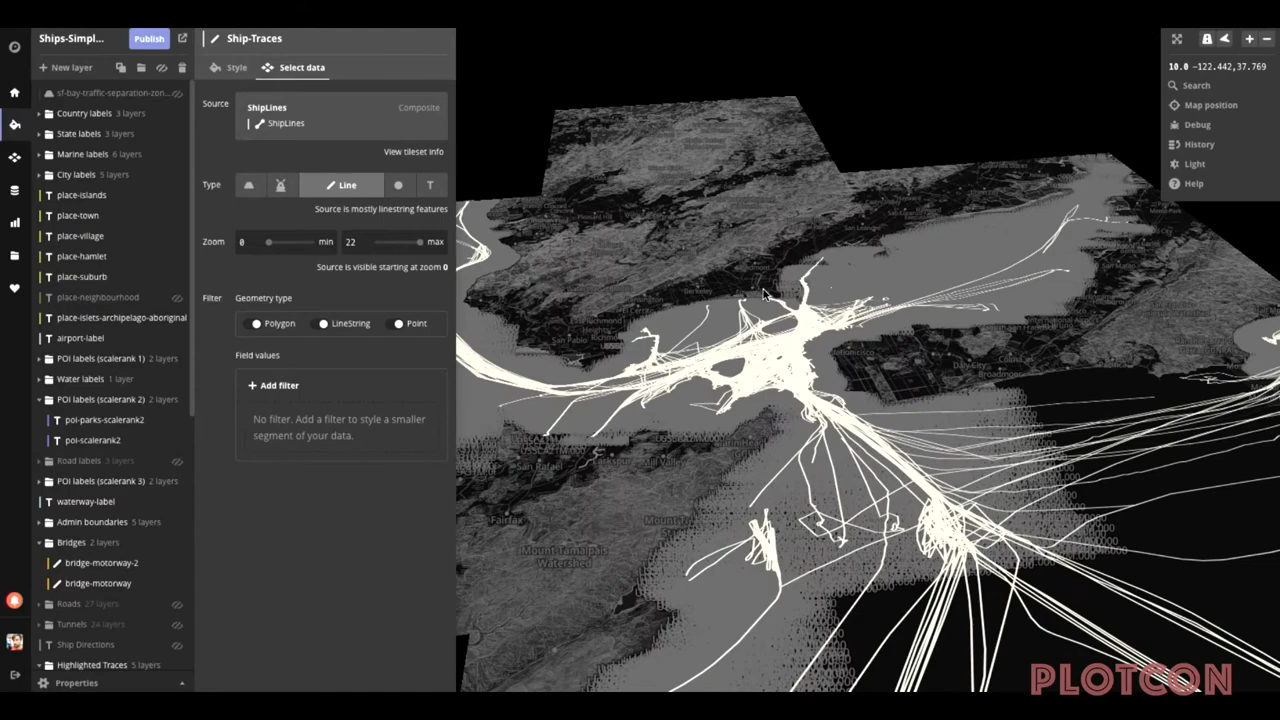 Ships-Simpl...
Publish
New layer
sf-bay-traffic-separation-zon...
Country labels 3 layers
State labels 3 layers
Marine labels 6 layers
City labels 5 layers
place-islands
place-town
place-village
place-hamlet
place-suburb
place-neighbourhood
place-islets-archipelago-aboriginal
airport-label
POI labels (scalerank 1) 2 layers
Water labels 1 layer
POI labels (scalerank 2) 2 layers
poi-parks-scalerank2
poi-scalerank2
Road labels 3 layers
POI labels (scalerank 3) 2 layers
waterway-label
Admin boundaries 5 layers
Bridges 2 layers
bridge-motorway-2
bridge-motorway
Roads 27 layers
Tunnels 24 layers
Ship Directions
Highlighted Traces 5 layers
Properties
Ship-Traces
Style
Select data
Source
ShipLines
Composite
ShipLines
View tileset info
Type
Line
T
Source is mostly linestring features
Zoom
0
min
22
max
Source is visible starting at zoom 0
Filter
Geometry type
Polygon
LineString
Point
Field values
Add filter
No filter. Add a filter to style a smaller
segment of your data.
10.0 -122.442,37.769
Search
Map position
Debug
History
Light
Help
Berkeley
San Pablo
Daly City
Colma
Broadmoor
San Rafael
Larkspur
Fairfax
Mount Tamalpais
Watershed
PLOTCON